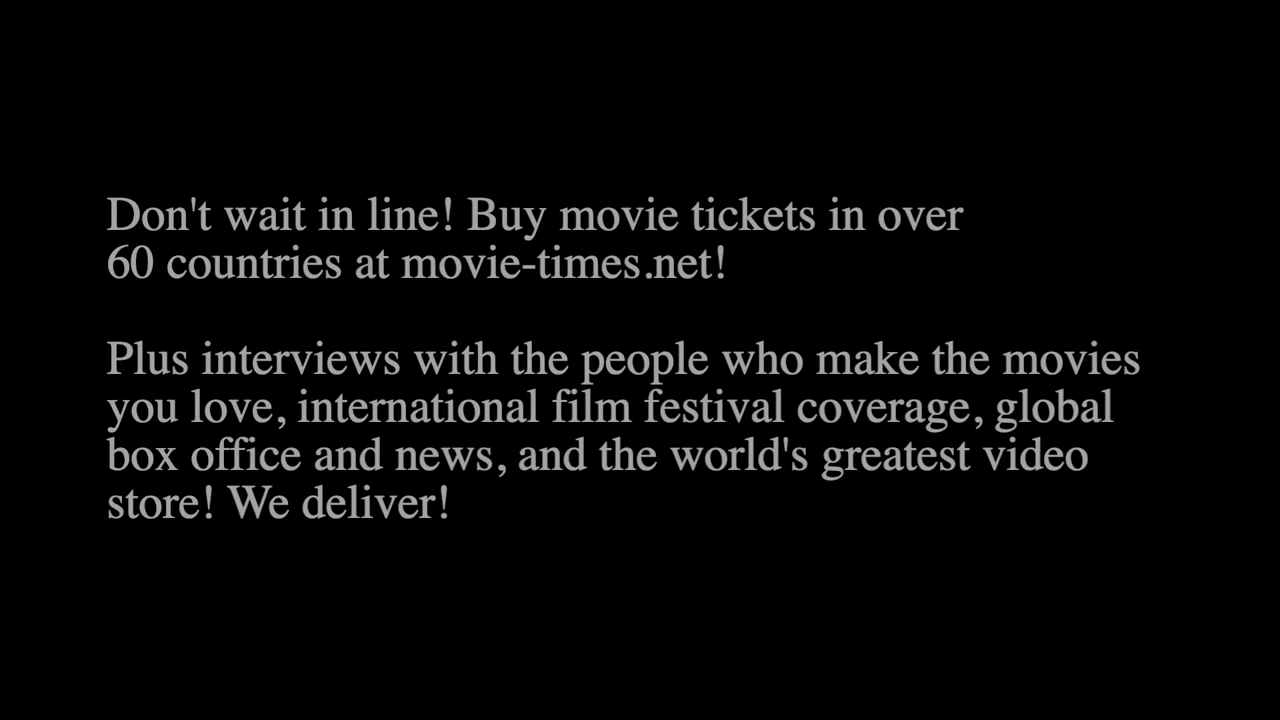 Don't wait in line! Buy movie tickets in over
60 countries at movie-times.net!
Plus interviews with the people who make the movies
you love, international film festival coverage, global
box office and news, and the world's greatest video
store! We deliver!